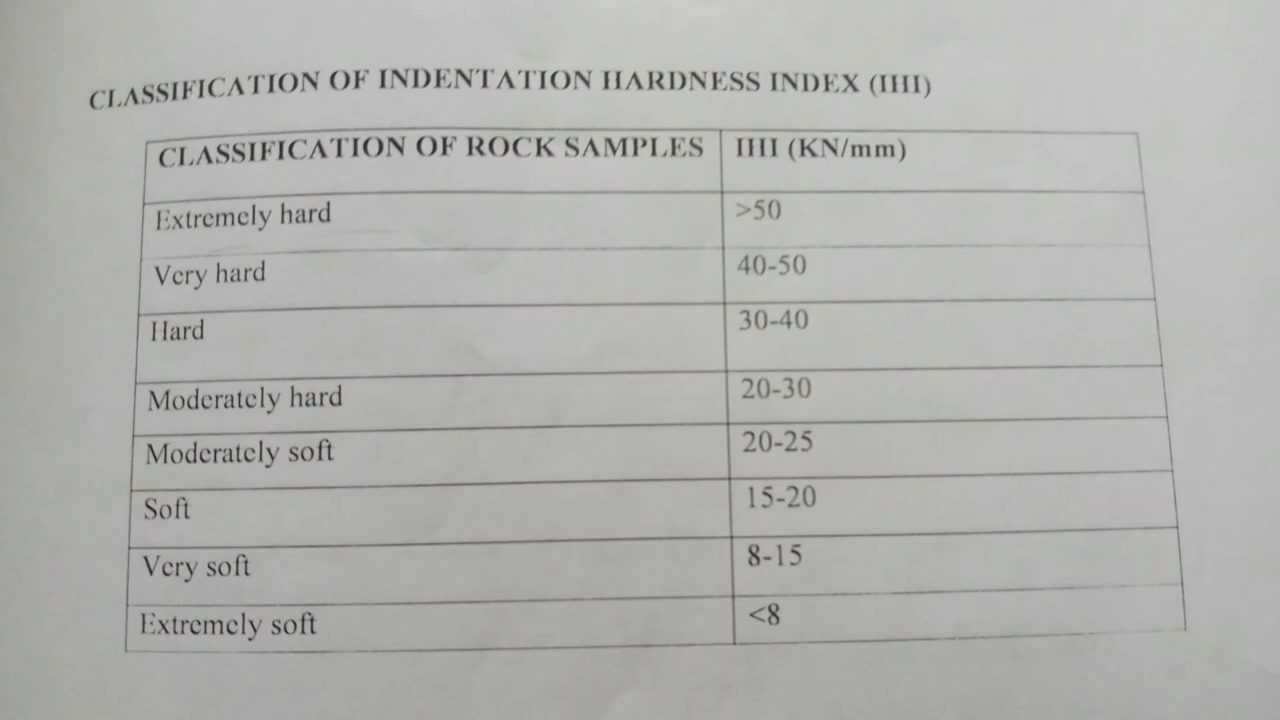 CLASSIFICATION OF INDENTATION HARDNESS INDEX (IHI)
CLASSIFICATION OF ROCK SAMPLES IHI (KN/mm)
Extremely hard >50
Very hard 40-50
Hard 30-40
Moderately hard 20-30
Moderately soft 20-25
Soft 15-20
Very soft 8-15
Extremely soft <8